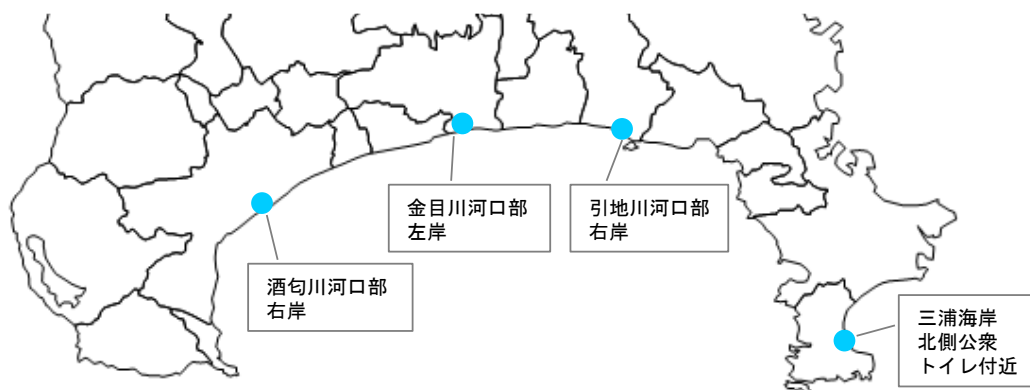 金目川河口部
左岸
引地川河口部
右岸
酒匂川河口部
右岸
三浦海岸
北側公衆
トイレ付近